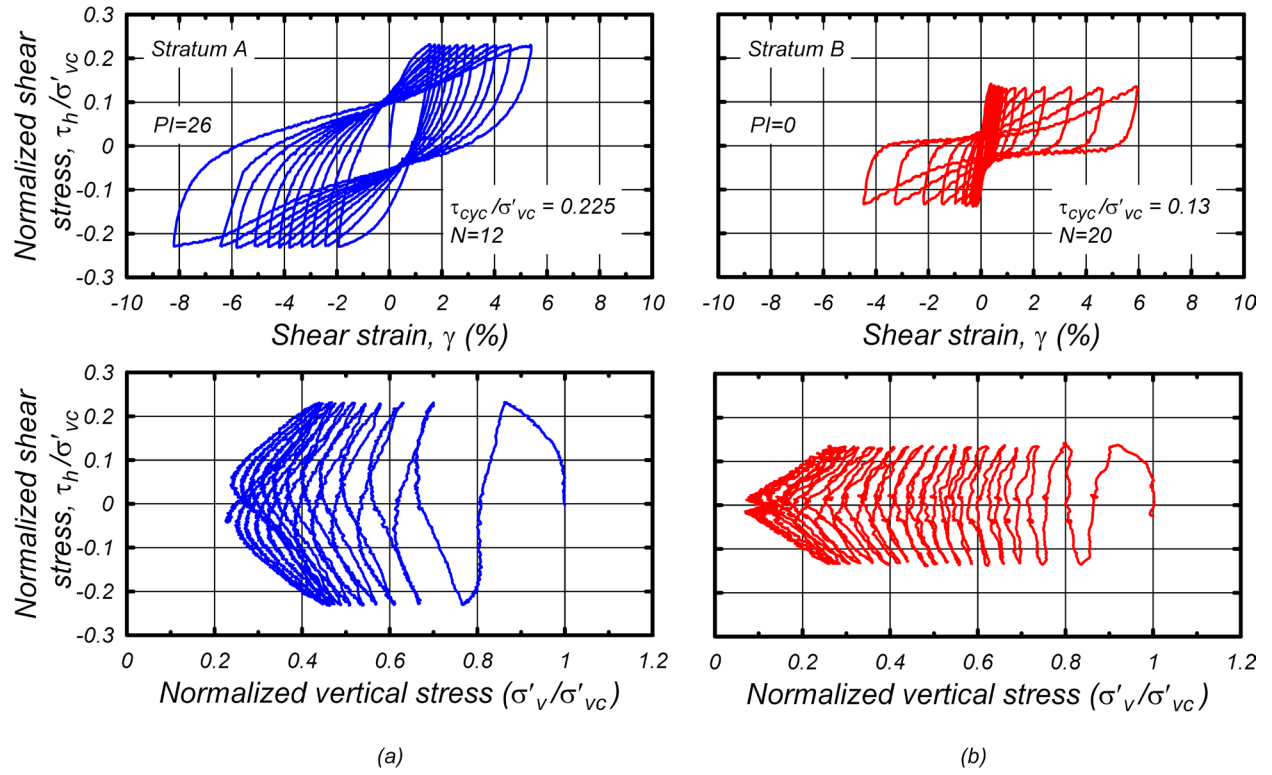 Normalized shear
stress, τh/σ'vc
0.3
0.2
0.1
0
-0.1
-0.2
-0.3
Stratum A
PI=26
τcyc/σ'vc = 0.225
N=12
-10 -8 -6 -4 -2 0 2 4 6 8 10
Shear strain, γ (%)
Stratum B
PI=0
τcyc/σ'vc = 0.13
N=20
-10 -8 -6 -4 -2 0 2 4 6 8 10
Shear strain, γ (%)
Normalized shear
stress, τh/σ'vc
0.3
0.2
0.1
0
-0.1
-0.2
-0.3
0 0.2 0.4 0.6 0.8 1 1.2
Normalized vertical stress (σ'v/σ'vc)
(a)
0 0.2 0.4 0.6 0.8 1 1.2
Normalized vertical stress (σ'v/σ'vc)
(b)